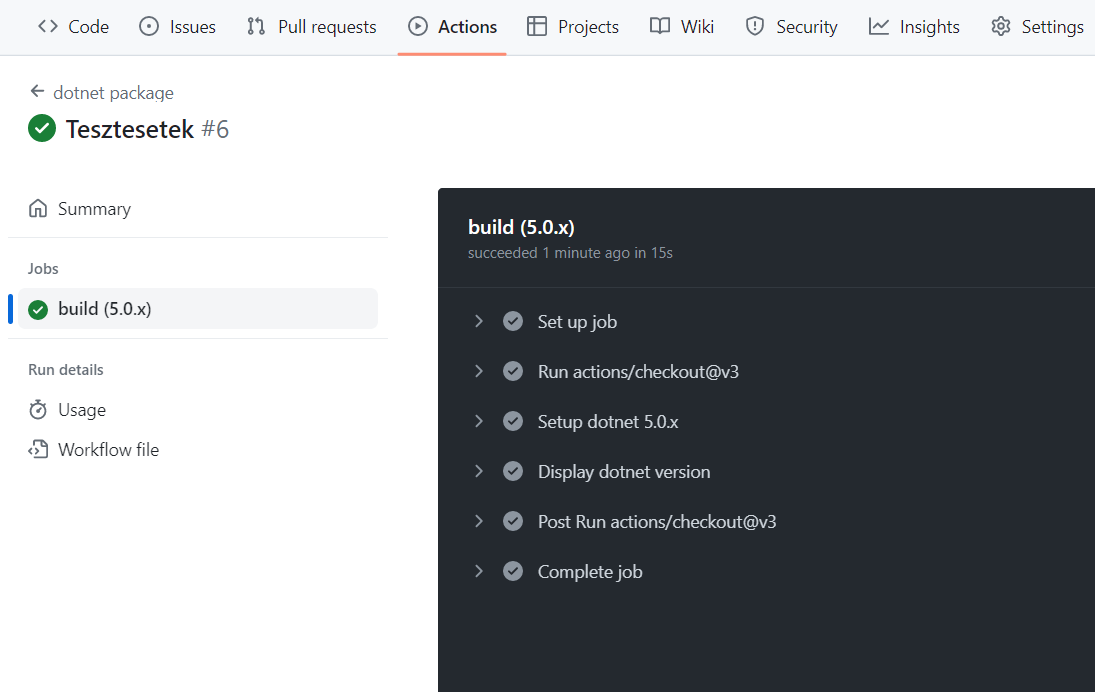 Code Issues Pull requests Actions Projects Wiki Security Insights Settings
dotnet package
Tesztesetek #6
Summary
Jobs
build (5.0.x)
Run details
Usage
Workflow file
build (5.0.x)
succeeded 1 minute ago in 15s
Set up job
Run actions/checkout@v3
Setup dotnet 5.0.x
Display dotnet version
Post Run actions/checkout@v3
Complete job